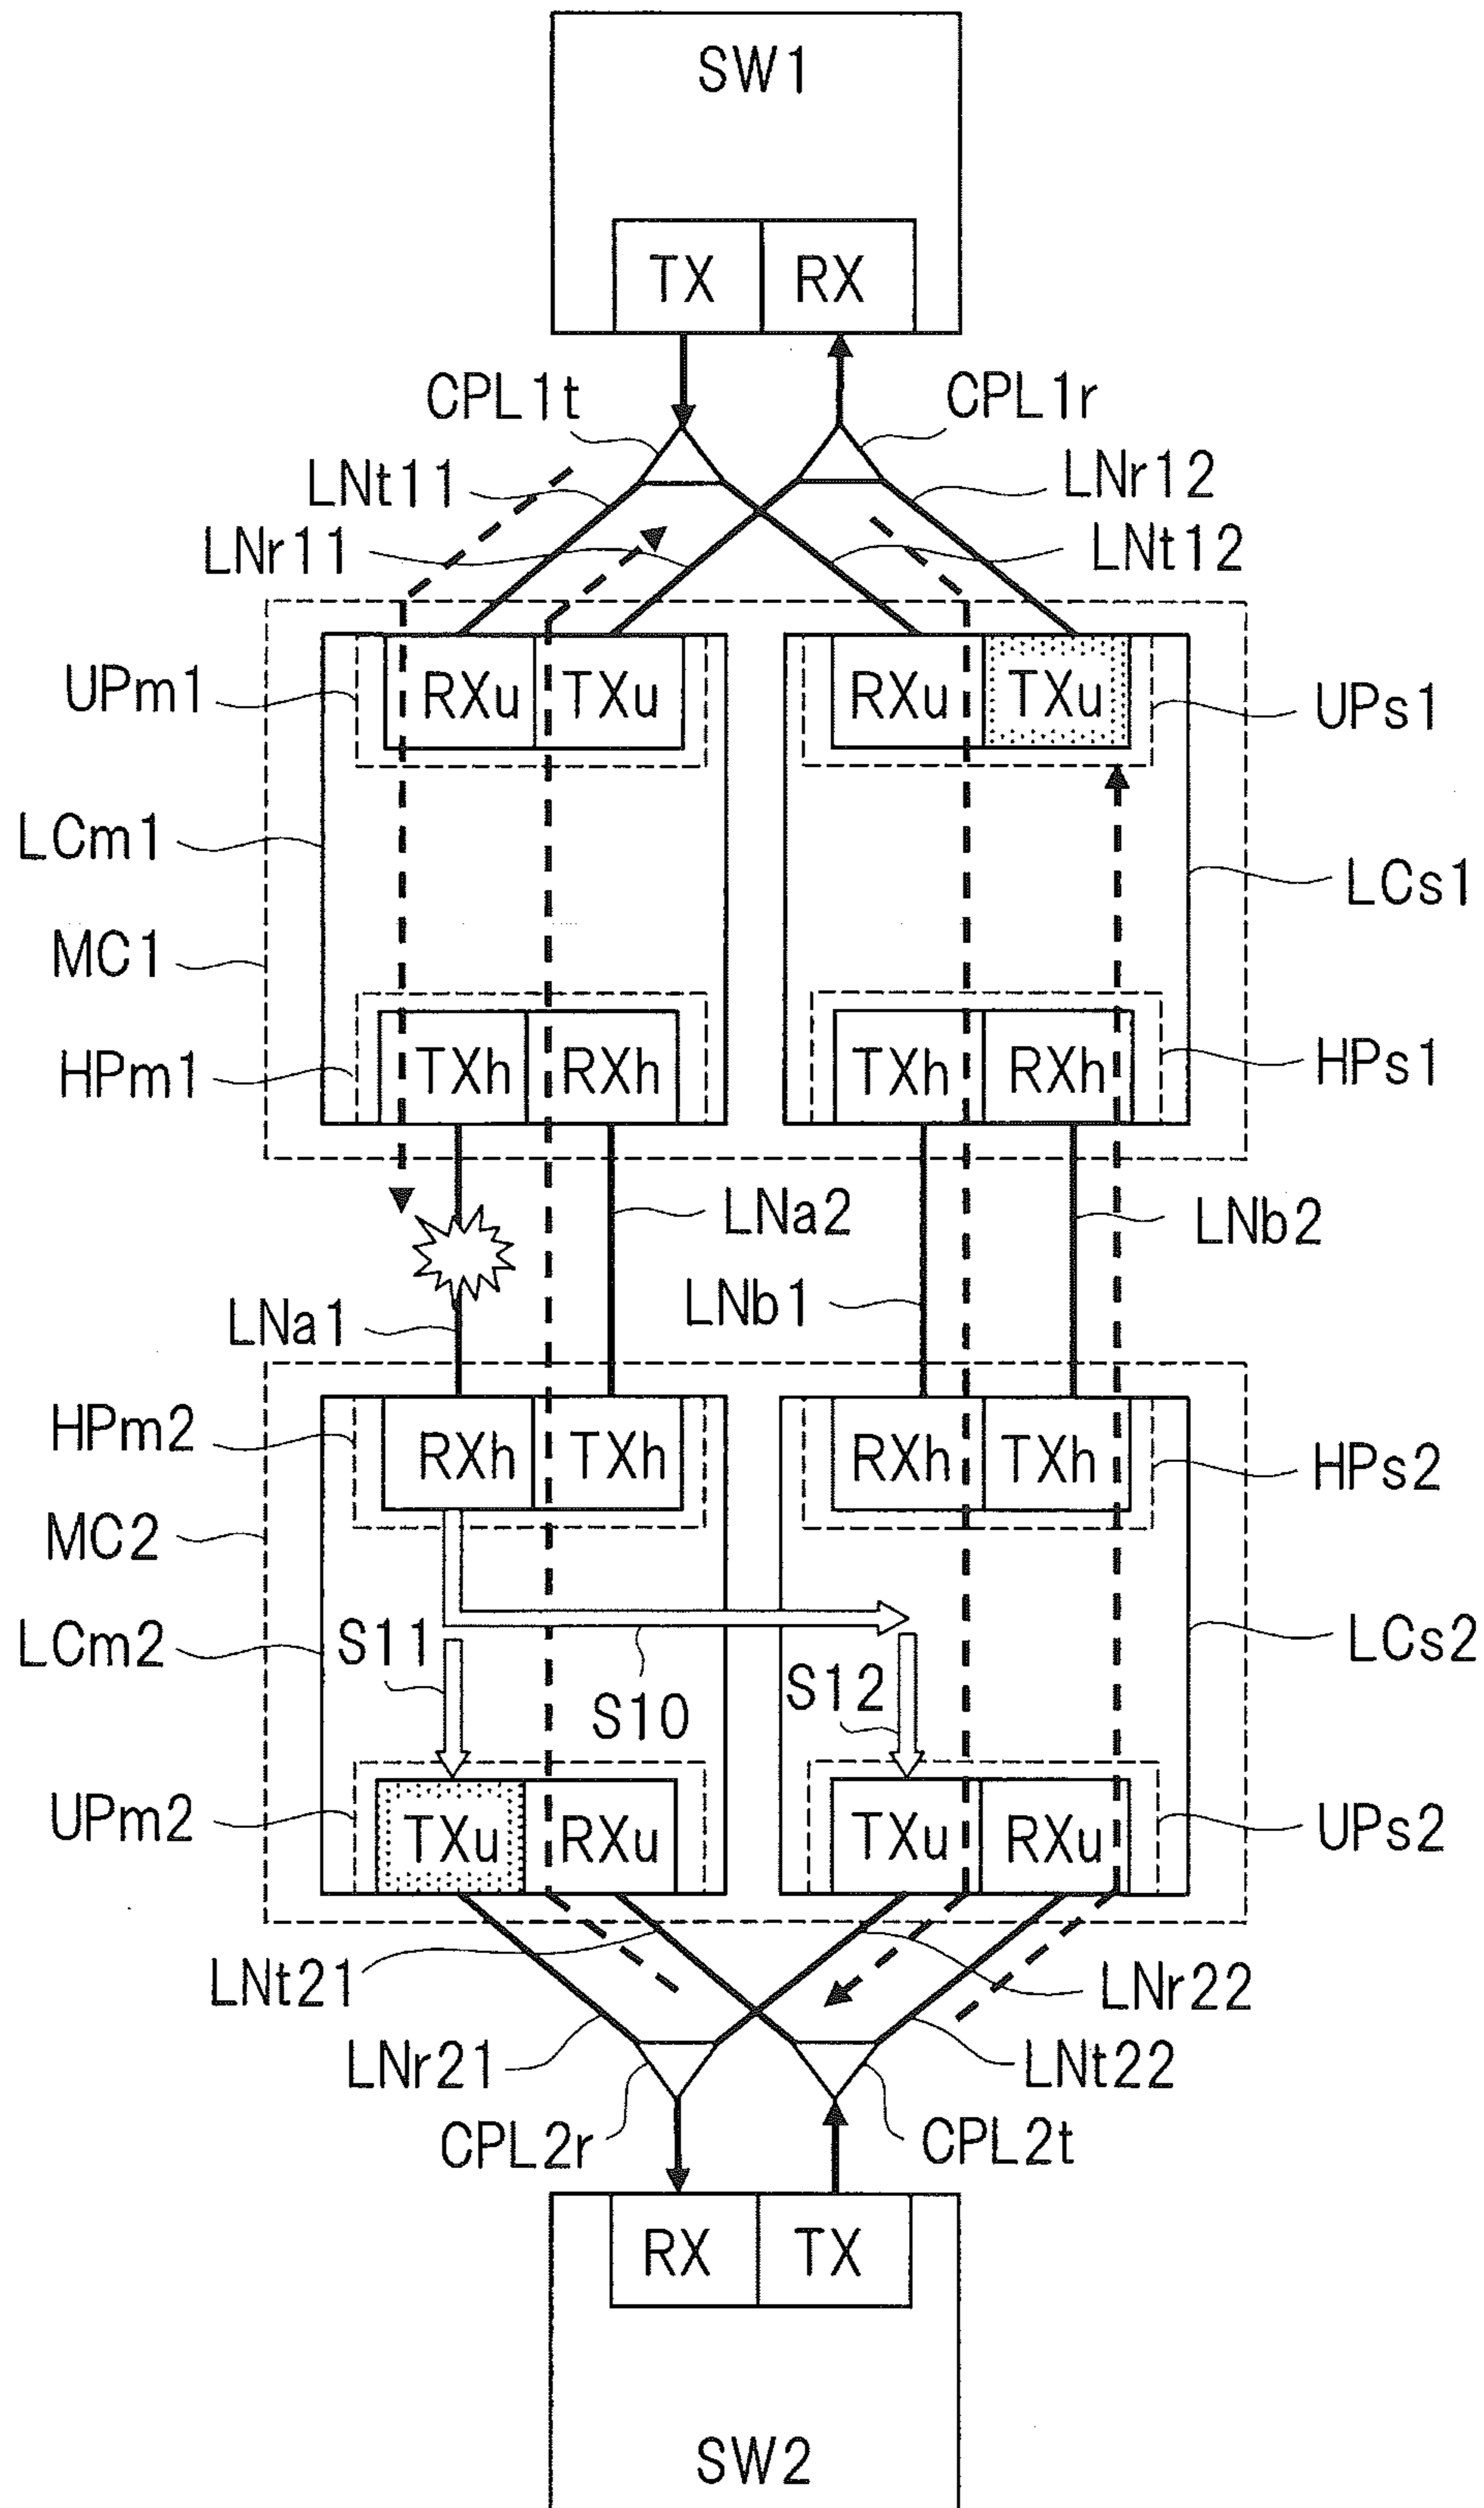 SW1
TX RX
CPL1t CPL1r
LNt11 LNr12
LNr11 LNt12
UPm1 RXu TXu RXu TXu UPs1
LCm1 LCs1
MC1
HPm1 TXh RXh TXh RXh HPs1
LNa2 LNb2
LNa1 LNb1
HPm2 RXh TXh RXh TXh HPs2
MC2
LCm2 S11 S10 S12 LCs2
UPm2 TXu RXu TXu RXu UPs2
LNt21 LNr22
LNr21 LNt22
CPL2r CPL2t
RX TX
SW2